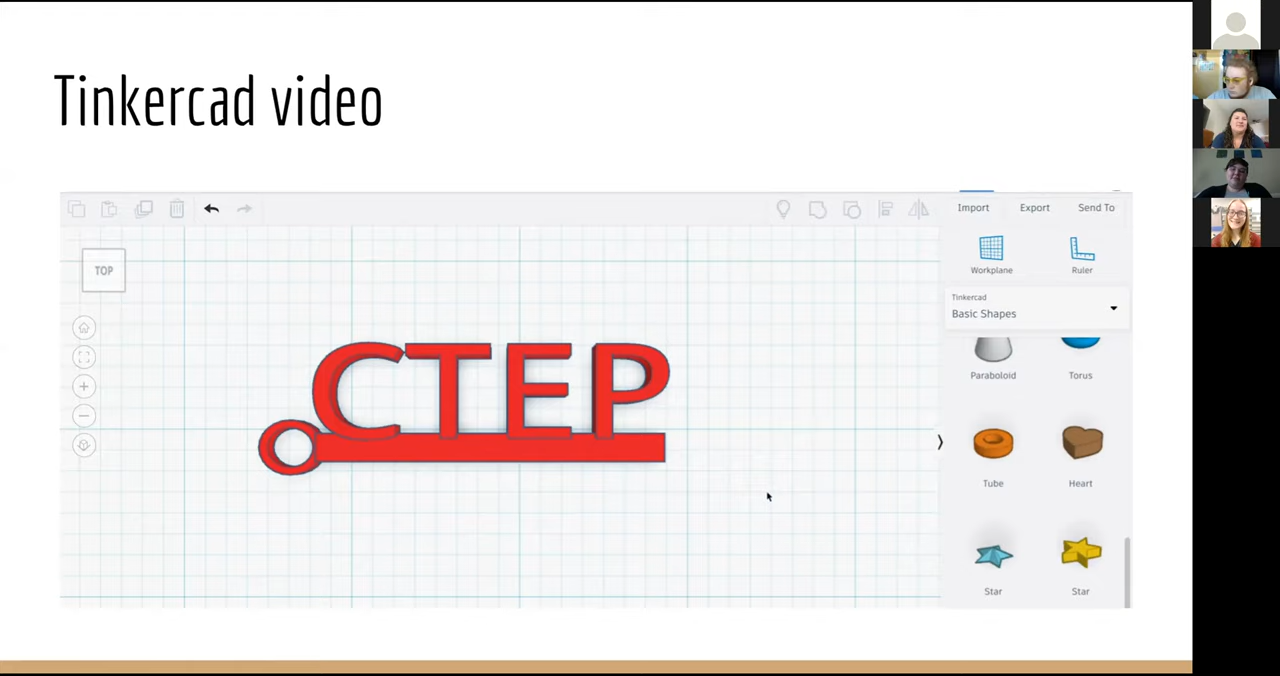 Tinkercad video
Import Export Send To
TOP
Workplane Ruler
Tinkercad
Basic Shapes
CTEP
Paraboloid Torus
Tube Heart
Star Star